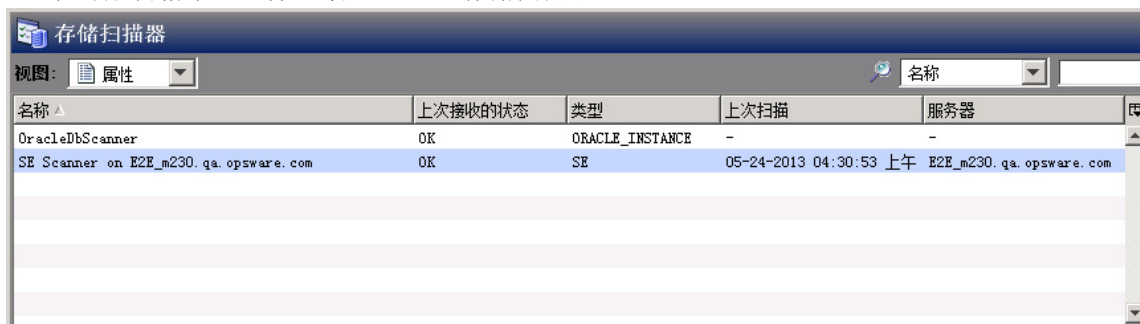 存储扫描器
视图: 属性 名称
名称 上次接收的状态 类型 上次扫描 服务器
OracleDbScanner OK ORACLE_INSTANCE - -
SE Scanner on E2E_m230.qa.opsware.com OK SE 05-24-2013 04:30:53 上午 E2E_m230.qa.opsware.com